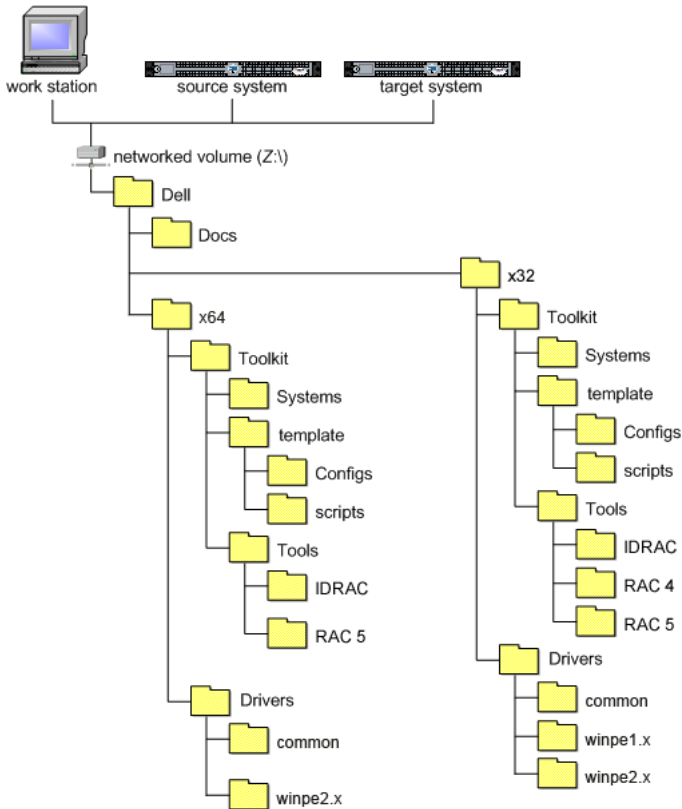 work station
source system
target system
networked volume (Z:\)
Dell
Docs
x64
Toolkit
Systems
template
Configs
scripts
Tools
IDRAC
RAC 5
Drivers
common
winpe2.x
x32
Toolkit
Systems
template
Configs
scripts
Tools
IDRAC
RAC 4
RAC 5
Drivers
common
winpe1.x
winpe2.x